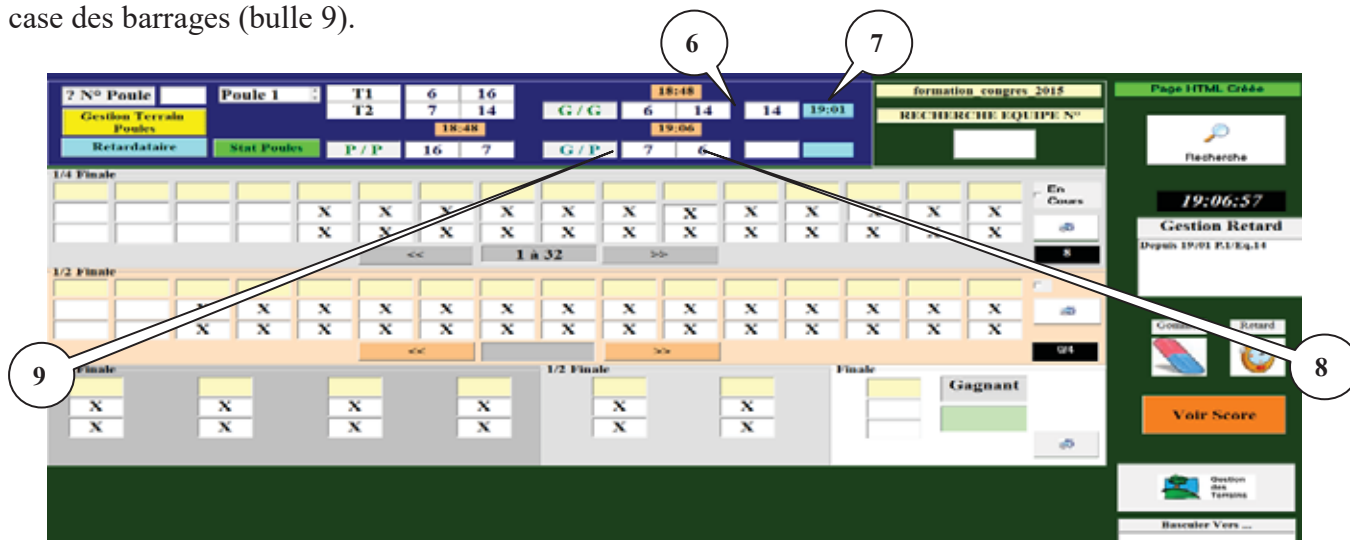 case des barrages (bulle 9).
6 7
? Nº Poule Poule 1 T1 6 16 18:48 formation_congres_2015 Page HTML Créée
Gestion Terrain Poules T2 7 14 G / G 6 14 14 19:01 RECHERCHE EQUIPE Nº
18:48 19:06
Retardataire Stat Poules P / P 16 7 G / P 7 6 Recherche
1/4 Finale
En Cours
X X X X X X X X X X X X
19:06:57
X X X X X X X X X X X X
Gestion Retard
<< 1 à 32 >> 8
Depuis 19/01 P.1/Eq.14
1/2 Finale
X X X X X X X X X X X X X X
X X X X X X X X X X X X X X
Retard
<< >> 0/4
9 8
Finale 1/2 Finale Finale
Gagnant
X X X X X X
X X X X X X
Voir Score
Gestion des Terrains
Basculer Vers ...